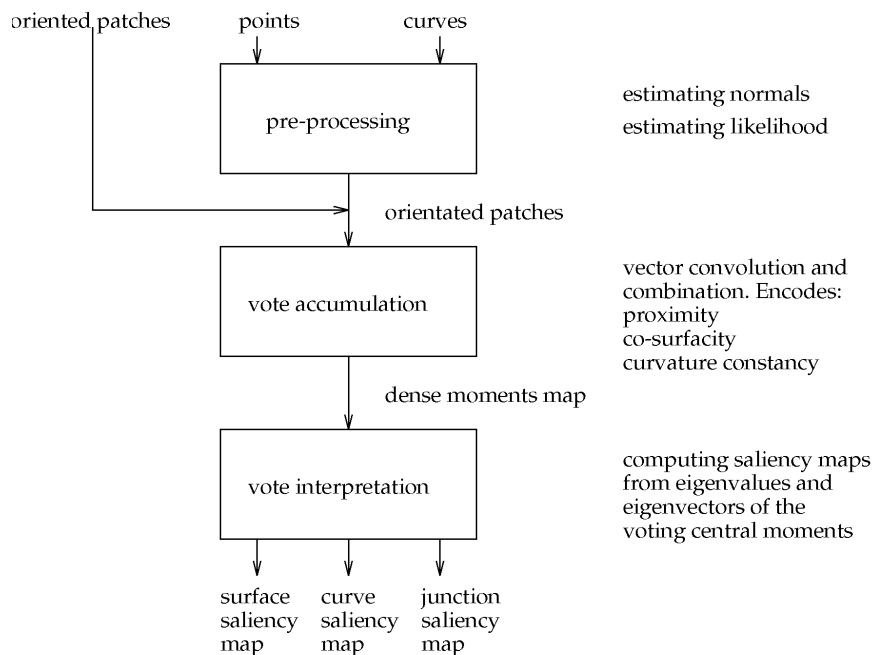 oriented patches
points
curves
pre-processing
estimating normals
estimating likelihood
orientated patches
vote accumulation
vector convolution and
combination. Encodes:
proximity
co-surfacity
curvature constancy
dense moments map
vote interpretation
computing saliency maps
from eigenvalues and
eigenvectors of the
voting central moments
surface
saliency
map
curve
saliency
map
junction
saliency
map